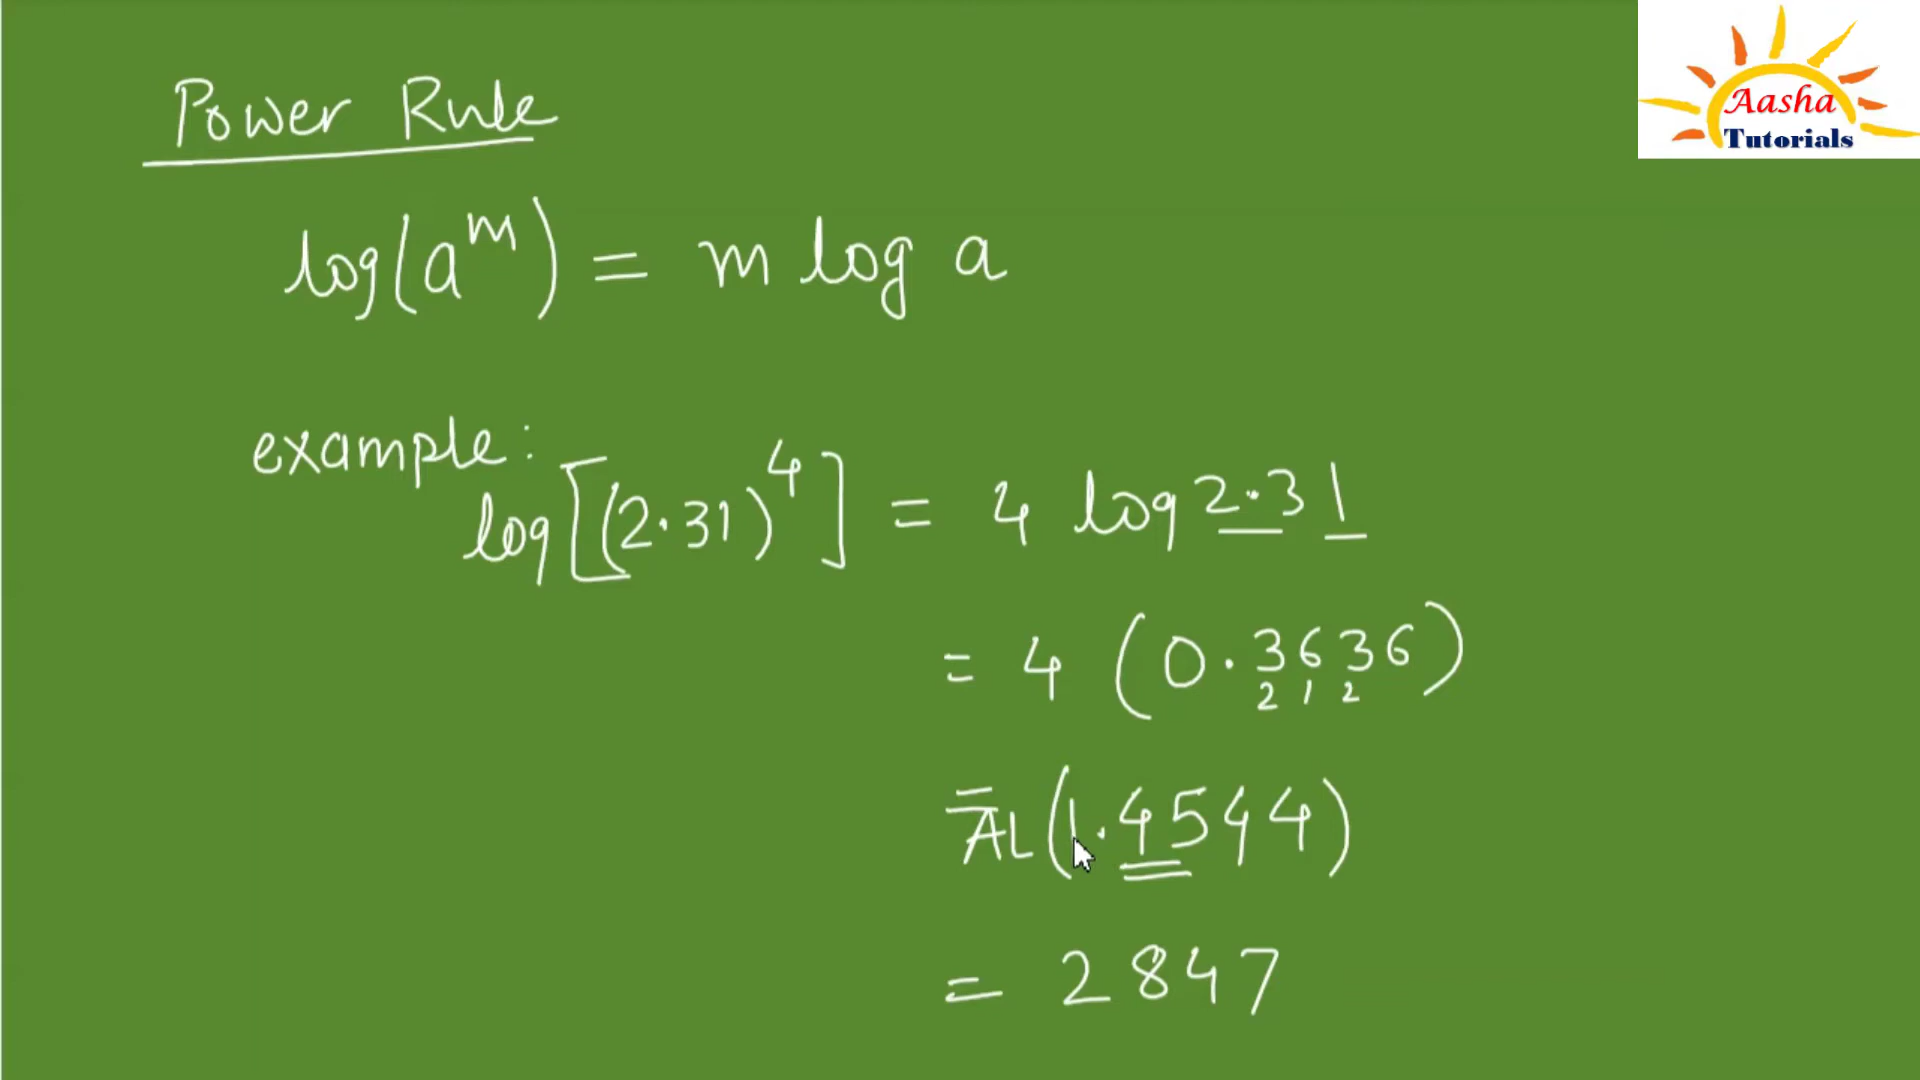 Aasha
Tutorials
Power Rule
log(a^m) = m log a
example:
log[(2·31)^4] = 4 log 2·31
= 4 (0·3636)
2 1 2
= AL(1·4544)
= 2847